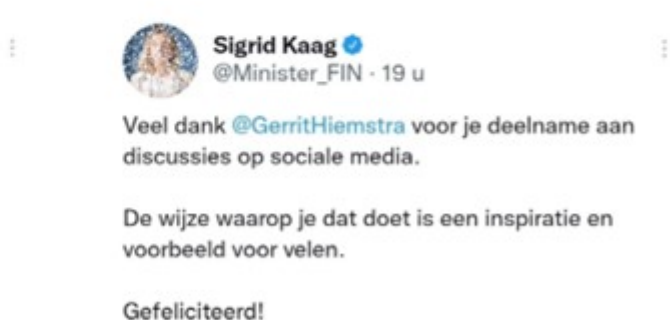 Sigrid Kaag
@Minister_FIN · 19 u
Veel dank @GerritHiemstra voor je deelname aan
discussies op sociale media.
De wijze waarop je dat doet is een inspiratie en
voorbeeld voor velen.
Gefeliciteerd!